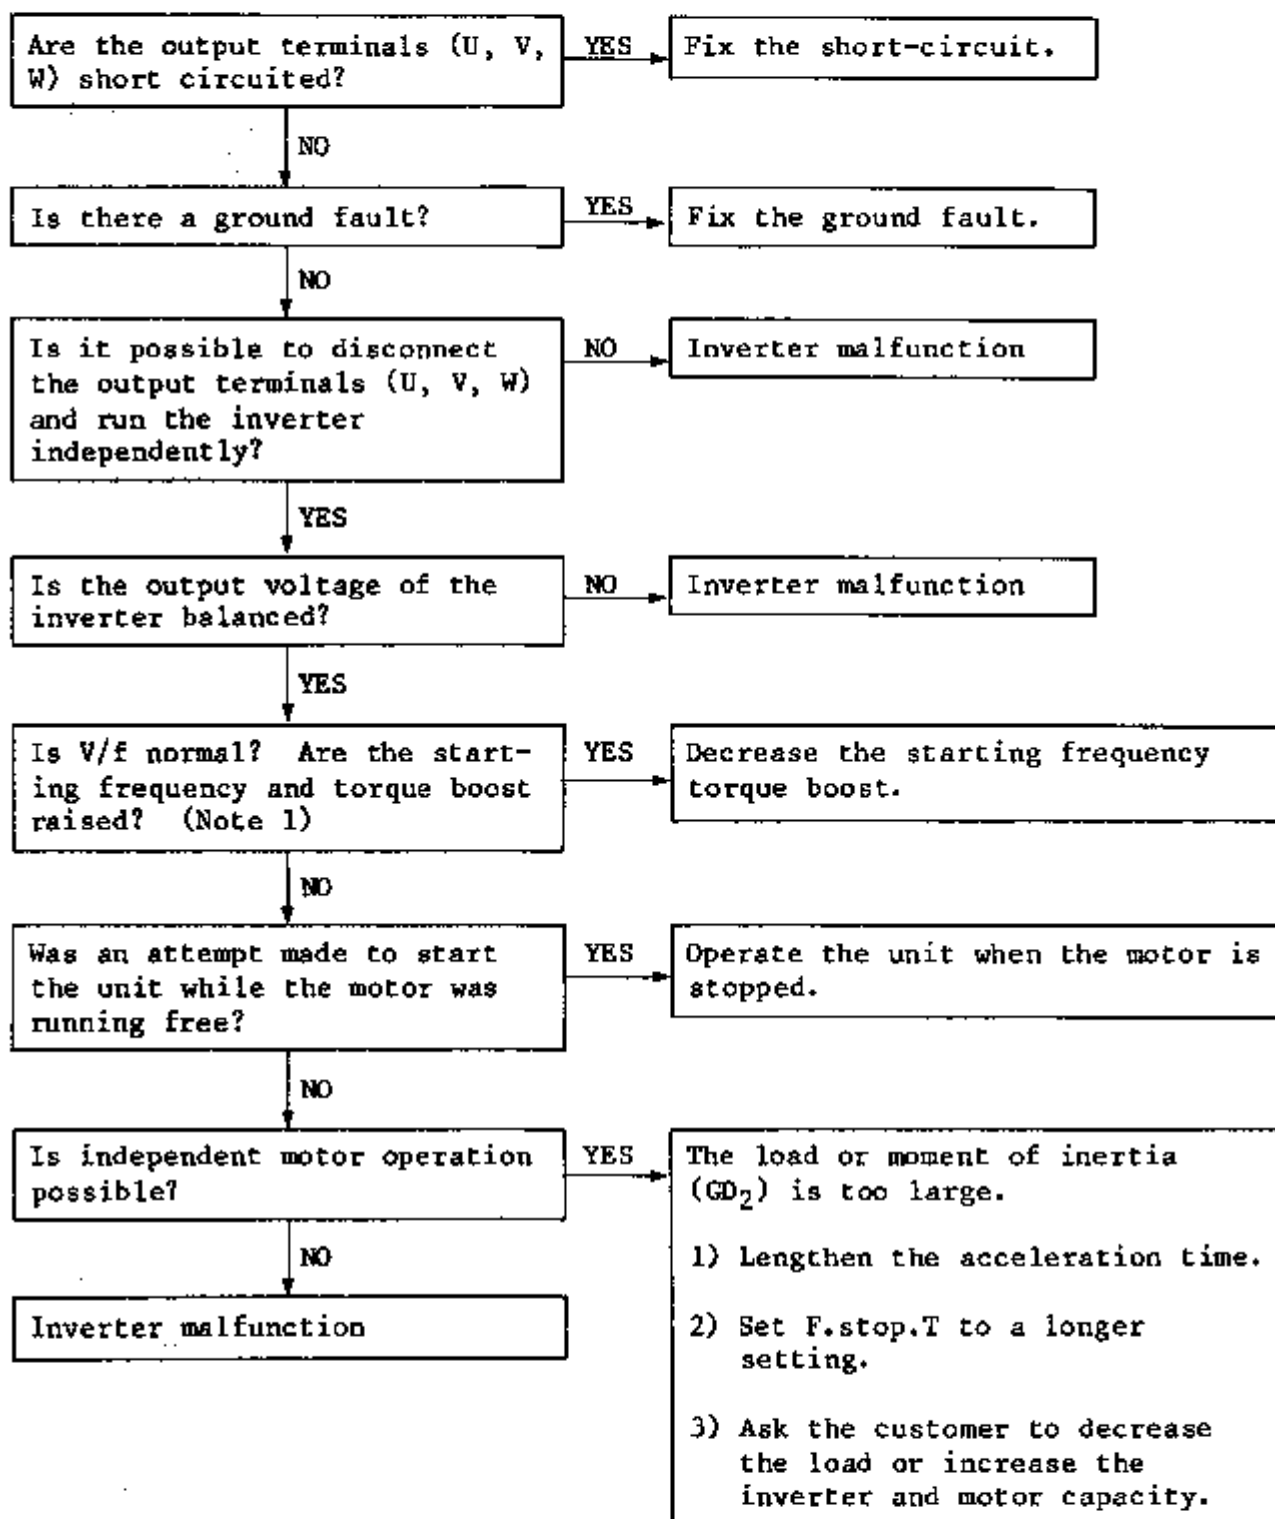 Are the output terminals (U, V,
W) short circuited?
YES
Fix the short-circuit.
NO
Is there a ground fault?
YES
Fix the ground fault.
NO
Is it possible to disconnect
the output terminals (U, V, W)
and run the inverter
independently?
NO
Inverter malfunction
YES
Is the output voltage of the
inverter balanced?
NO
Inverter malfunction
YES
Is V/f normal? Are the start-
ing frequency and torque boost
raised? (Note 1)
YES
Decrease the starting frequency
torque boost.
NO
Was an attempt made to start
the unit while the motor was
running free?
YES
Operate the unit when the motor is
stopped.
NO
Is independent motor operation
possible?
YES
The load or moment of inertia
(GD2) is too large.
1) Lengthen the acceleration time.
2) Set F.stop.T to a longer
setting.
3) Ask the customer to decrease
the load or increase the
inverter and motor capacity.
NO
Inverter malfunction